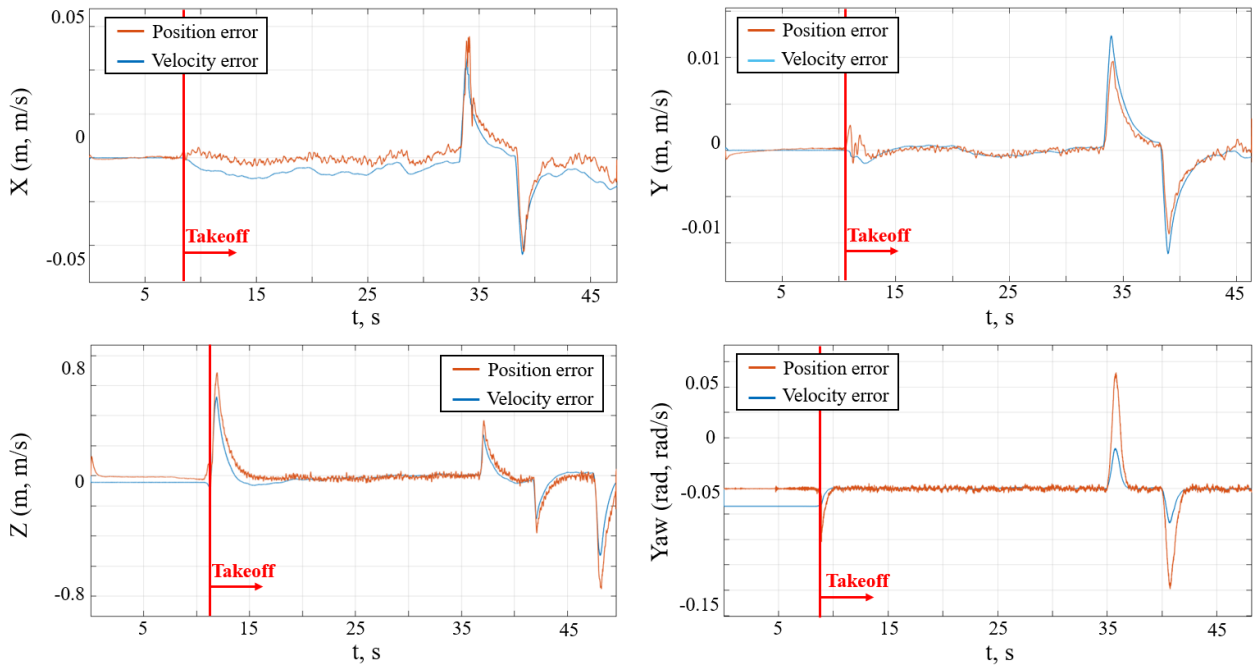 0.05
0
-0.05
X (m, m/s)
Position error
Velocity error
Takeoff
5
15
25
35
45
t, s
0.01
0
-0.01
Y (m, m/s)
Position error
Velocity error
Takeoff
5
15
25
35
45
t, s
0.8
0
-0.8
Z (m, m/s)
Position error
Velocity error
Takeoff
5
15
25
35
45
t, s
0.05
0
-0.05
-0.15
Yaw (rad, rad/s)
Position error
Velocity error
Takeoff
5
15
25
35
45
t, s